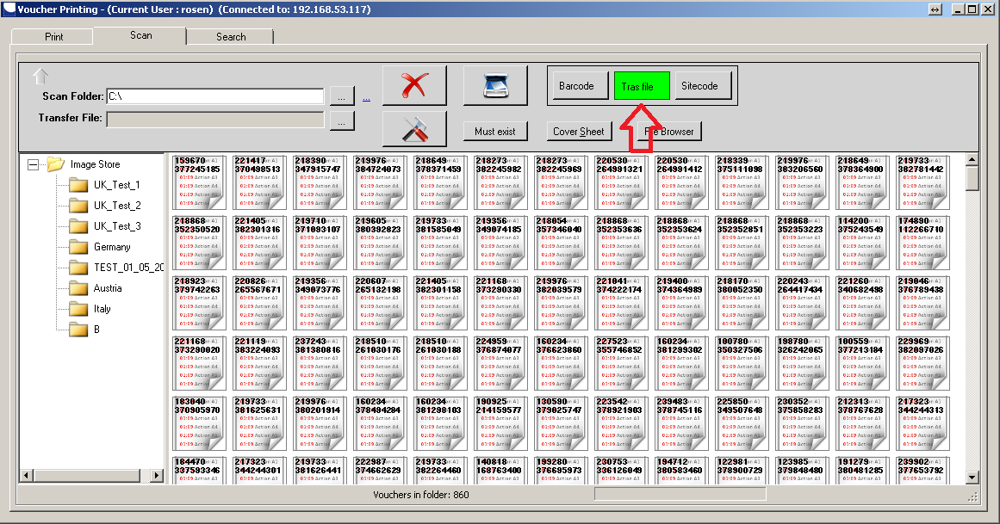 Voucher Printing - (Current User : rosen) (Connected to: 192.168.53.117)
Print Scan Search
Scan Folder: C:\ ... ...
Transfer File: ...
Barcode Tras file Sitecode
Must exist Cover Sheet File Browser
Image Store
UK_Test_1
UK_Test_2
UK_Test_3
Germany
TEST_01_05_20
Austria
Italy
B
159670 221417 218390 219976 218649 218273 218273 220530 220530 218339 219976 218649 219733
377245185 370498513 347915747 384724073 378371459 382245982 382245969 264991321 264991412 375111098 383206560 378364900 382781442
218868 221405 219710 219605 219733 219356 218054 218868 218868 218868 218868 114200 174890
352350520 382301316 371093107 380392823 381585049 349074185 357346040 352353636 352353624 352352851 352353223 375243549 112266710
218923 220826 219356 220607 221405 221168 219976 221041 219400 218170 220243 221260 219046
379742263 265567671 349073776 265132198 382301158 373290330 382039579 374222174 374364989 380052350 264417434 340682498 376789438
221168 221119 237243 218510 218510 224959 160234 227523 160234 100780 198780 100559 229969
373290020 383224093 381380816 261030176 261030188 376874077 376623860 355746852 381299302 350327506 326242065 377213184 382097026
183040 219733 219976 160234 160234 190925 130590 223542 239483 225850 230352 212313 217323
370905970 381625631 380201914 378494284 381298103 214159577 379025747 378921903 378745116 349507648 375858283 378767628 344244313
184470 217323 219733 222987 219733 140818 199280 230753 194712 122981 123985 191279 239902
337593346 344244301 381626441 374662629 382264460 168763400 376695973 336126049 380583460 378900729 379848480 380481285 377653792
Vouchers in folder: 860